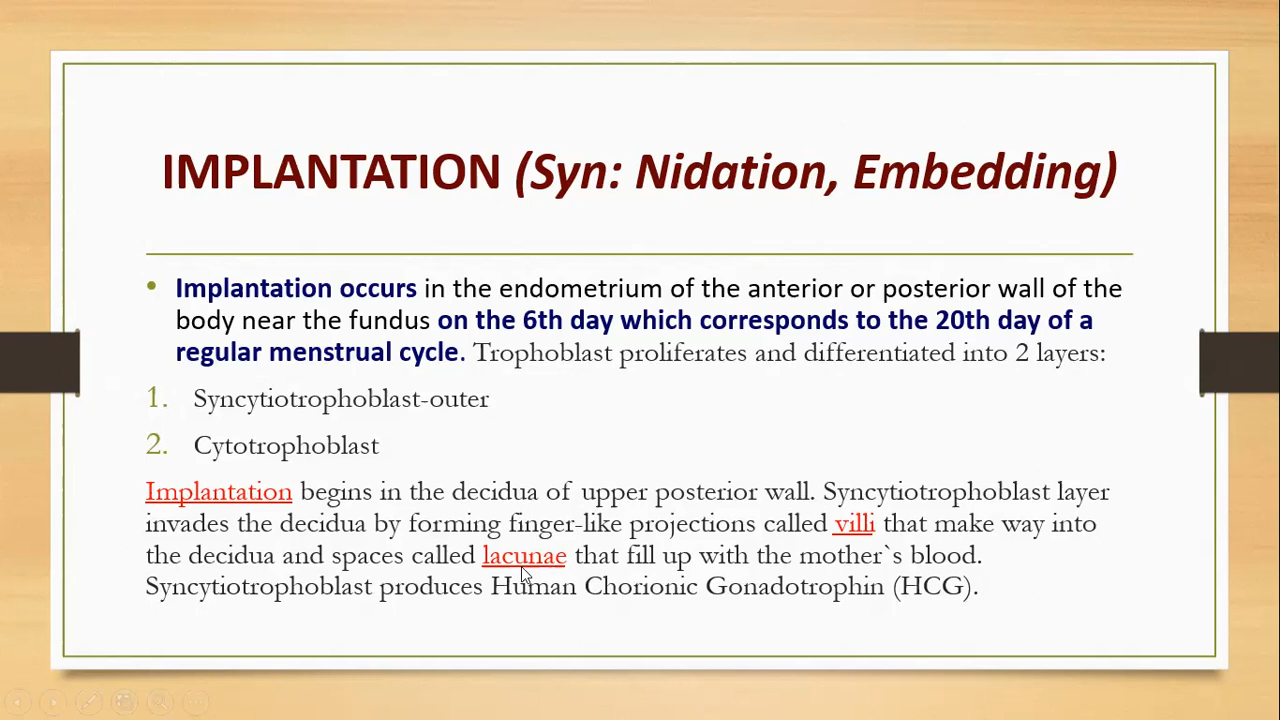 IMPLANTATION (Syn: Nidation, Embedding)
• Implantation occurs in the endometrium of the anterior or posterior wall of the
body near the fundus on the 6th day which corresponds to the 20th day of a
regular menstrual cycle. Trophoblast proliferates and differentiated into 2 layers:
1. Syncytiotrophoblast-outer
2. Cytotrophoblast
Implantation begins in the decidua of upper posterior wall. Syncytiotrophoblast layer
invades the decidua by forming finger-like projections called villi that make way into
the decidua and spaces called lacunae that fill up with the mother`s blood.
Syncytiotrophoblast produces Human Chorionic Gonadotrophin (HCG).